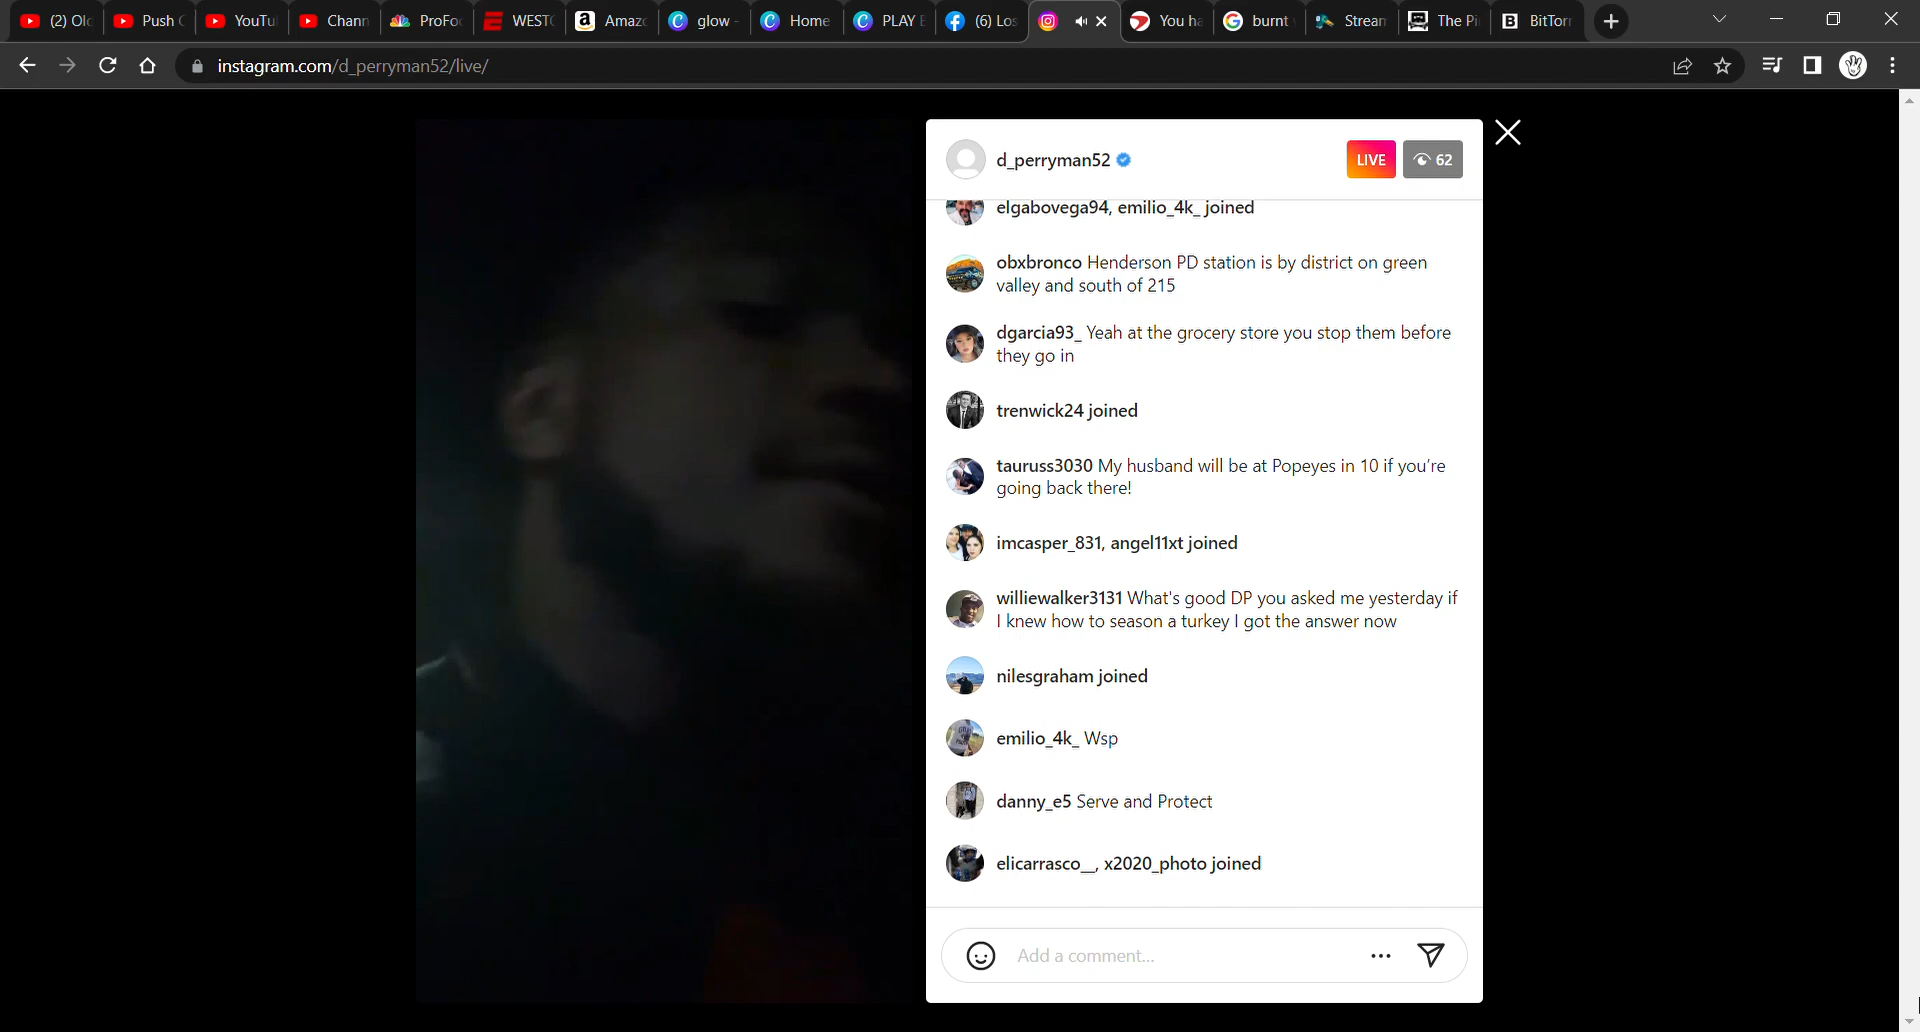 (2) Old
Push
YouTu
Chann
ProFo
WEST
Amaz
glow -
Home
PLAY
(6) Los
You ha
burnt
Stream
The Pi
BitTorr
instagram.com/d_perryman52/live/
d_perryman52
LIVE
62
elgabovega94, emilio_4k_ joined
obxbronco Henderson PD station is by district on green
valley and south of 215
dgarcia93_ Yeah at the grocery store you stop them before
they go in
trenwick24 joined
tauruss3030 My husband will be at Popeyes in 10 if you're
going back there!
imcasper_831, angel11xt joined
williewalker3131 What's good DP you asked me yesterday if
I knew how to season a turkey I got the answer now
nilesgraham joined
emilio_4k_ Wsp
danny_e5 Serve and Protect
elicarrasco__, x2020_photo joined
Add a comment...